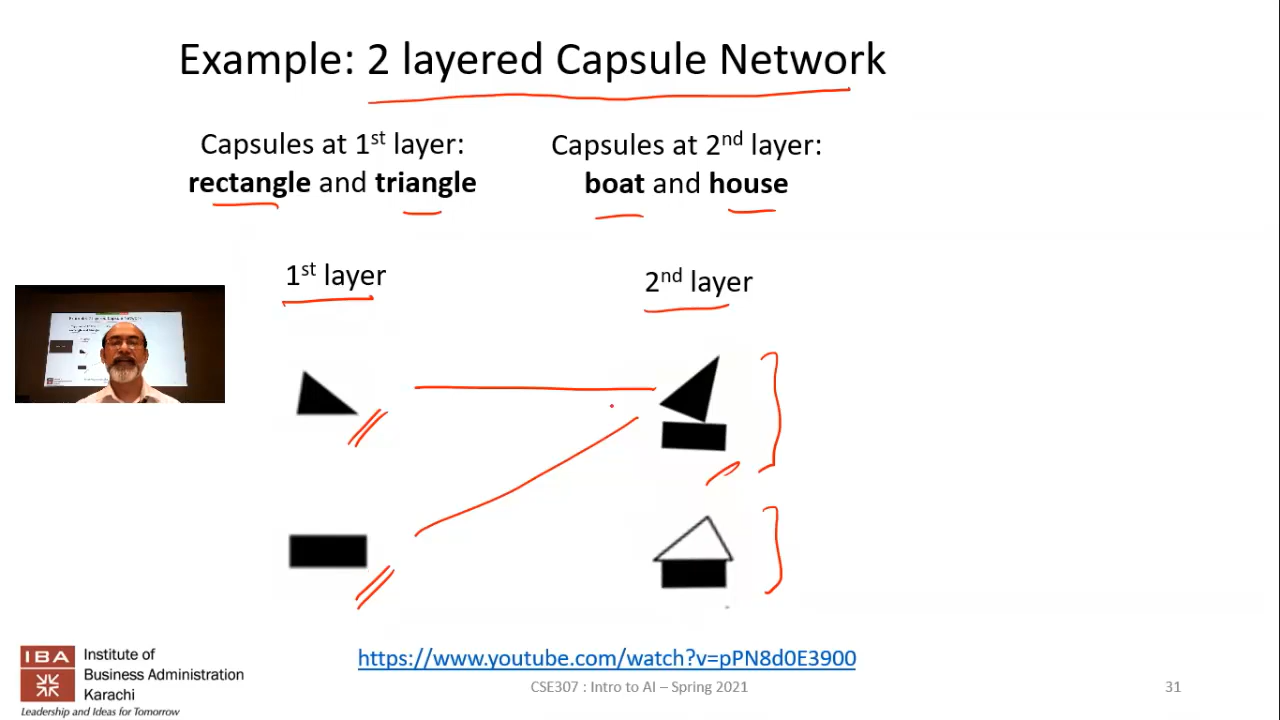 Example: 2 layered Capsule Network
Capsules at 1st layer:
rectangle and triangle
Capsules at 2nd layer:
boat and house
1st layer
2nd layer
https://www.youtube.com/watch?v=pPN8d0E3900
IBA
Institute of
Business Administration
Karachi
Leadership and Ideas for Tomorrow
CSE307 : Intro to AI – Spring 2021
31